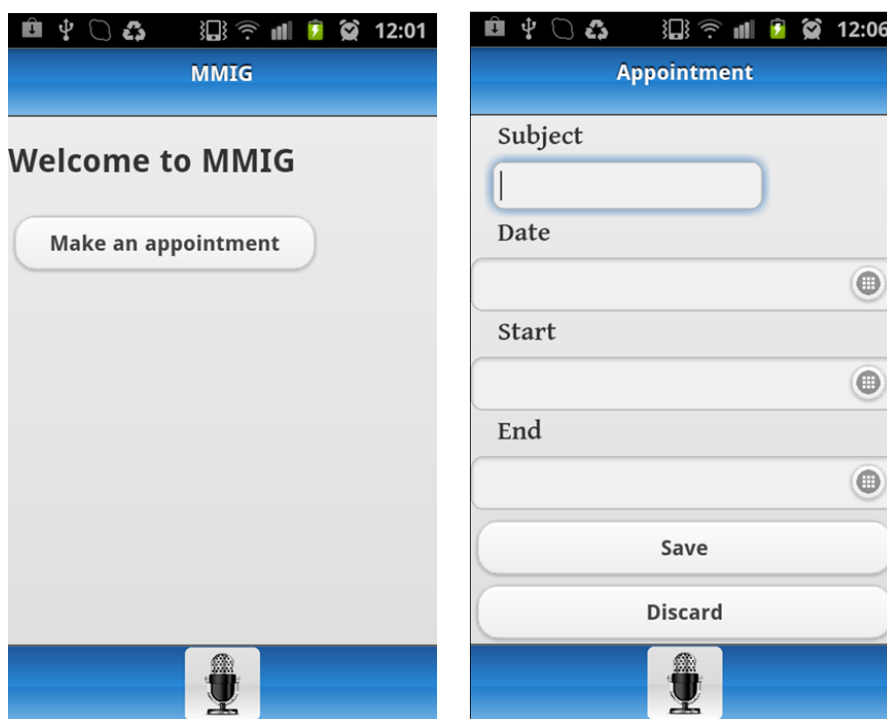 12:01
MMIG
Welcome to MMIG
Make an appointment
12:06
Appointment
Subject
Date
Start
End
Save
Discard